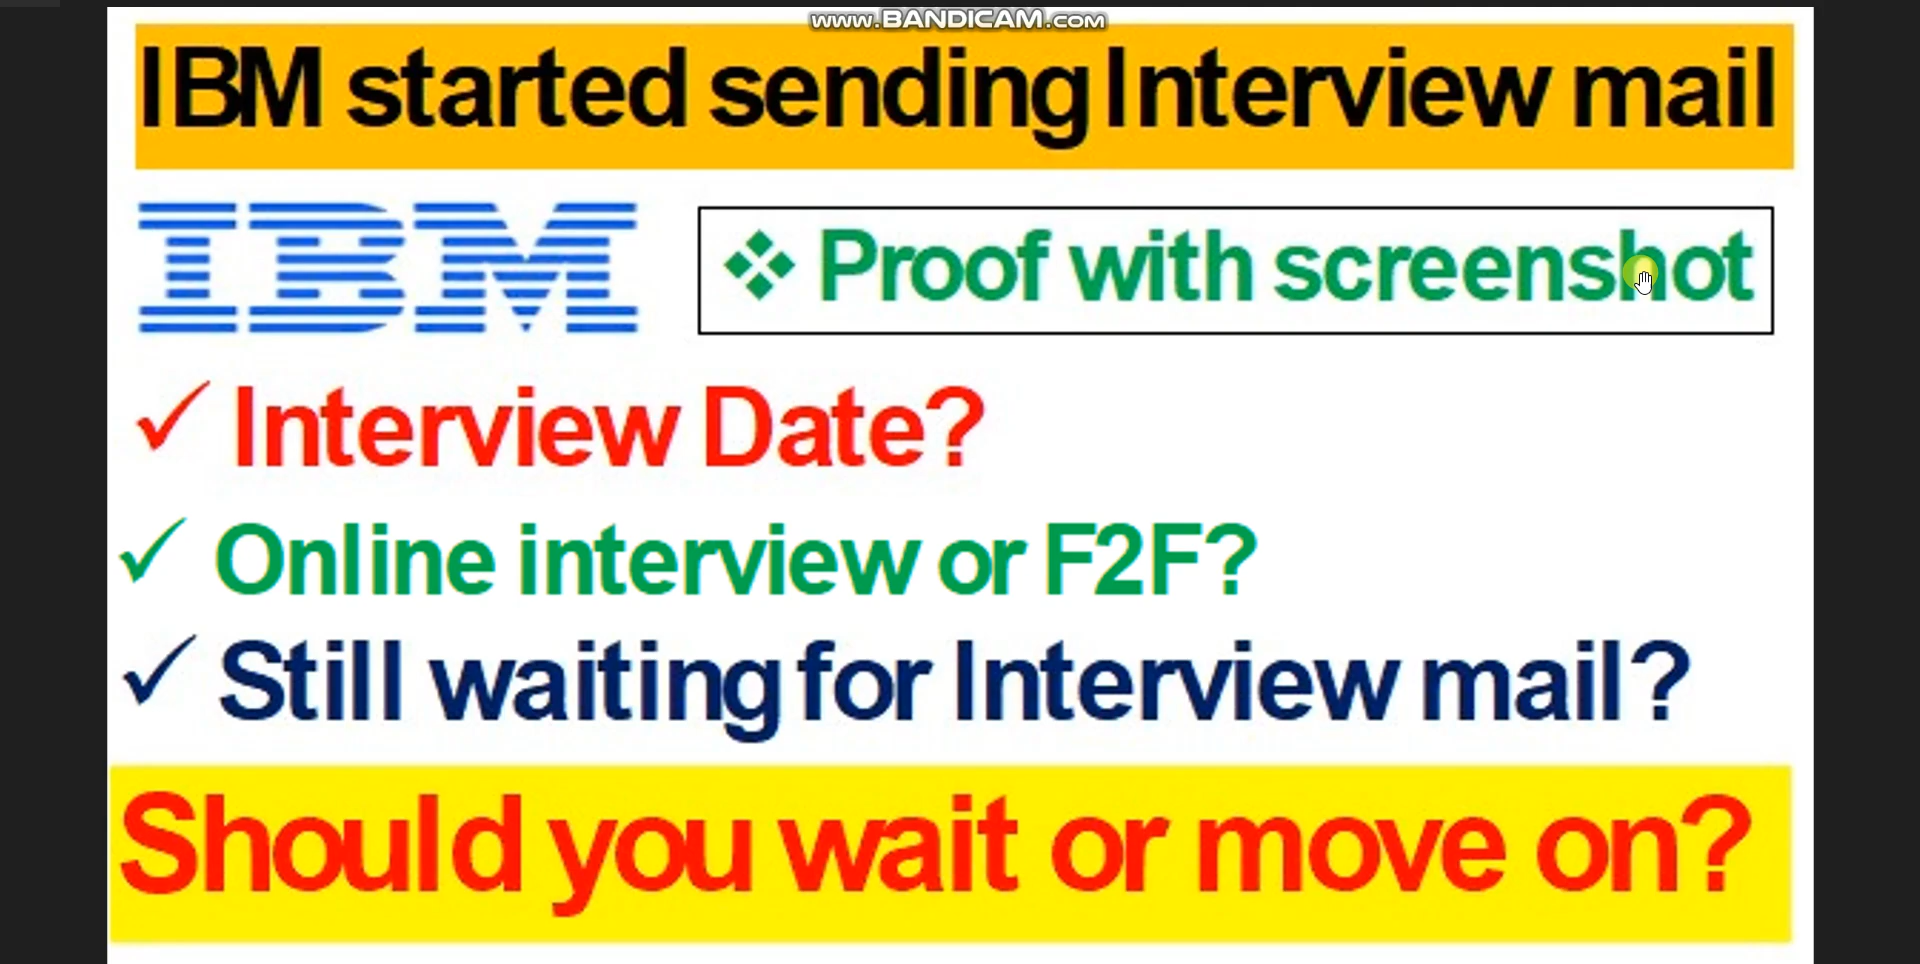 www.BANDICAM.com
IBM started sending Interview mail
IBM
❖ Proof with screenshot
✓ Interview Date?
✓ Online interview or F2F?
✓ Still waiting for Interview mail?
Should you wait or move on?